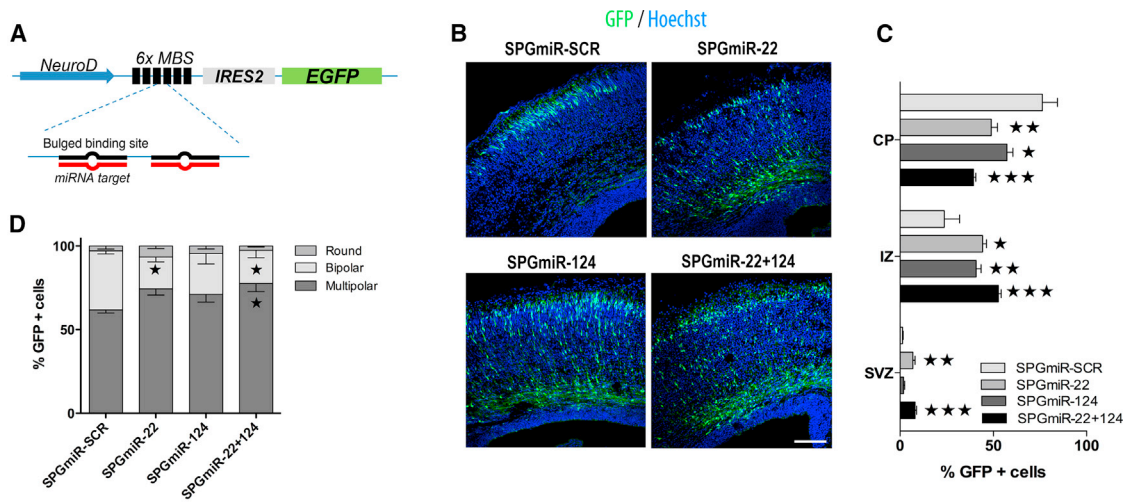 A
NeuroD
6x MBS
IRES2
EGFP
Bulged binding site
miRNA target
B
GFP / Hoechst
SPGmiR-SCR
SPGmiR-22
SPGmiR-124
SPGmiR-22+124
C
CP
IZ
SVZ
SPGmiR-SCR
SPGmiR-22
SPGmiR-124
SPGmiR-22+124
0
50
100
% GFP + cells
D
100
50
0
% GFP + cells
Round
Bipolar
Multipolar
SPGmiR-SCR
SPGmiR-22
SPGmiR-124
SPGmiR-22+124